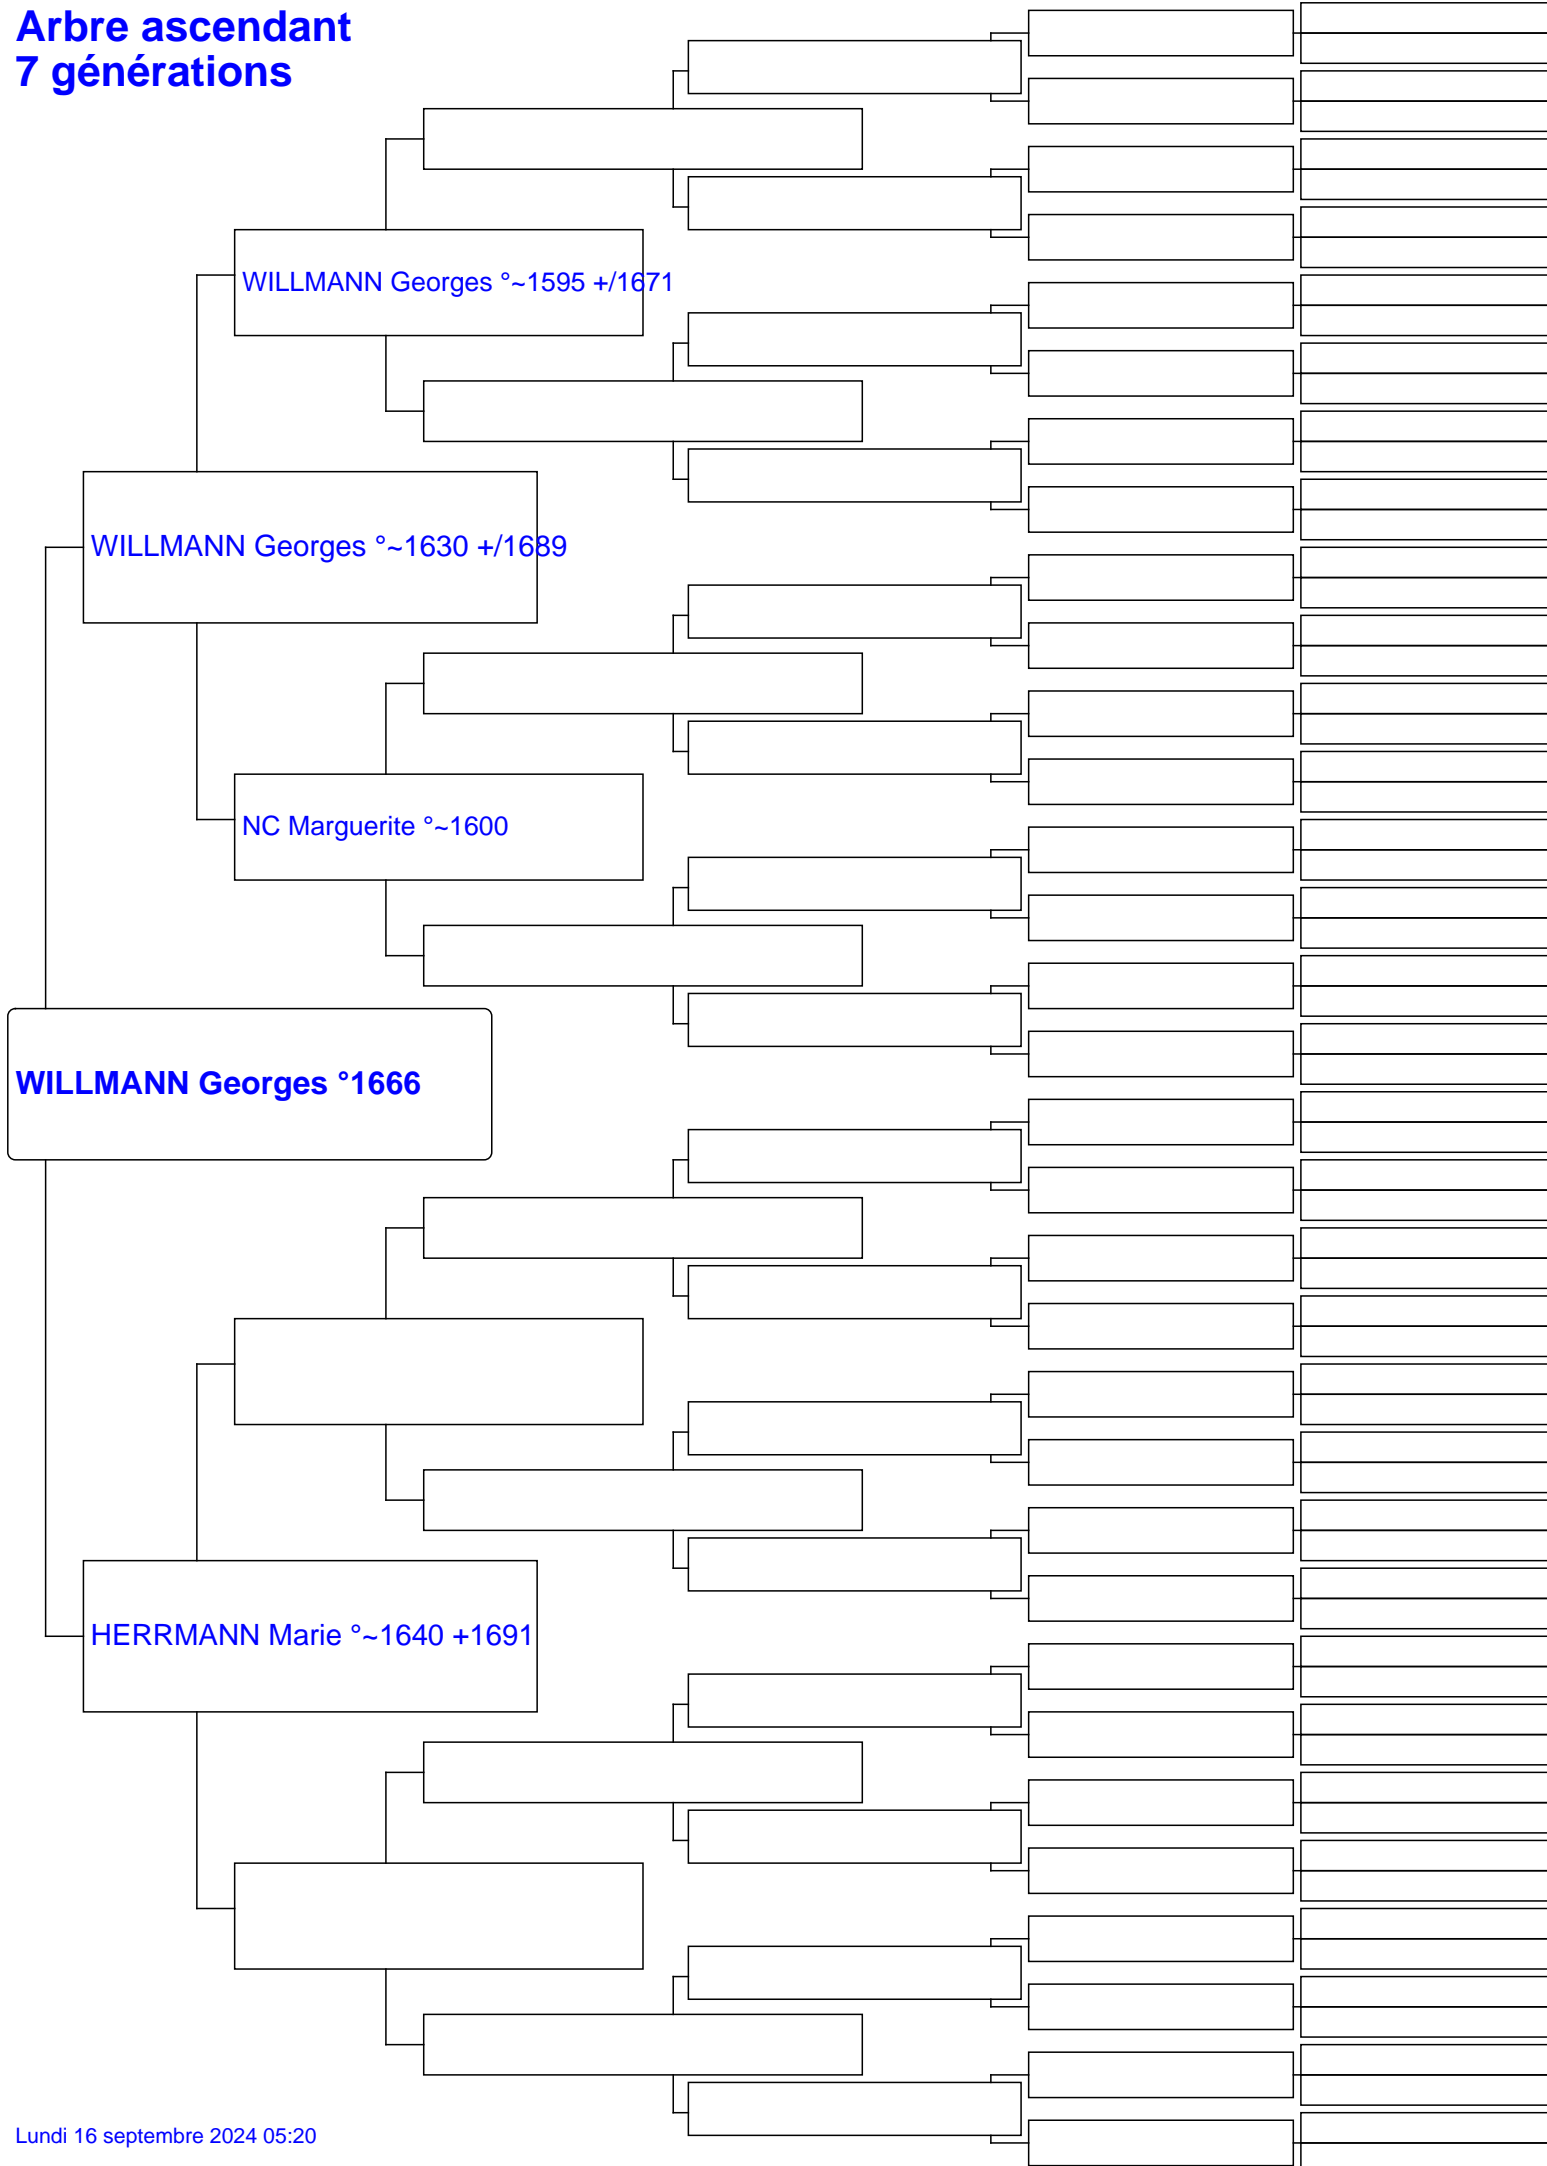 Arbre ascendant
7 générations
WILLMANN Georges °~1595 +/1671
WILLMANN Georges °~1630 +/1689
NC Marguerite °~1600
WILLMANN Georges °1666
HERRMANN Marie °~1640 +1691
Lundi 16 septembre 2024 05:20